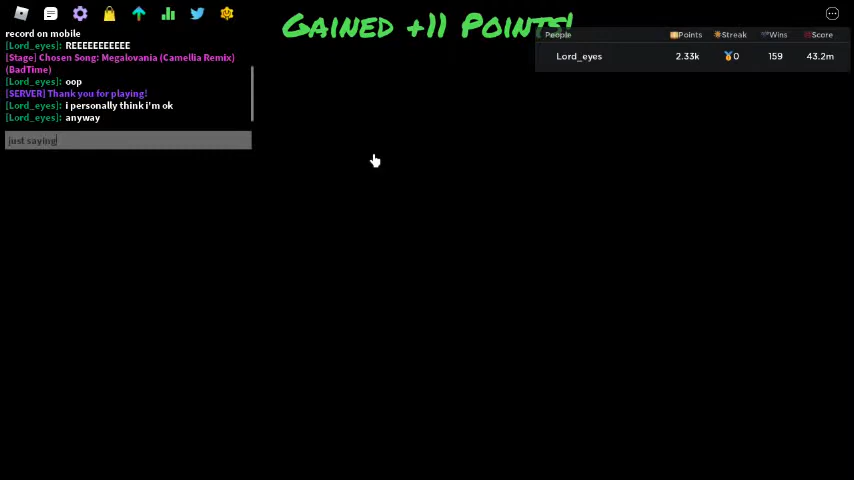 record on mobile
[Lord_eyes]: REEEEEEEEEEE
[Stage] Chosen Song: Megalovania (Camellia Remix)
(BadTime)
[Lord_eyes]: oop
[SERVER] Thank you for playing!
[Lord_eyes]: i personally think i'm ok
[Lord_eyes]: anyway
just saying
Gained +11 Points!
People Points Streak Wins Score
Lord_eyes 2.33k 0 159 43.2m